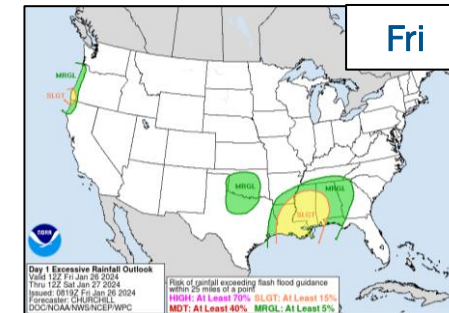 Fri
MRGL
SLGT
MRGL
MRGL
SLGT
NOAA
Day 1 Excessive Rainfall Outlook
Valid 12Z Fri Jan 26 2024
Thru 12Z Sat Jan 27 2024
Issued: 0819Z Fri Jan 26 2024
Forecaster: CHURCHILL
DOC/NOAA/NWS/NCEP/WPC
Risk of rainfall exceeding flash flood guidance
within 25 miles of a point
HIGH: At Least 70% SLGT: At Least 15%
MDT: At Least 40% MRGL: At Least 5%